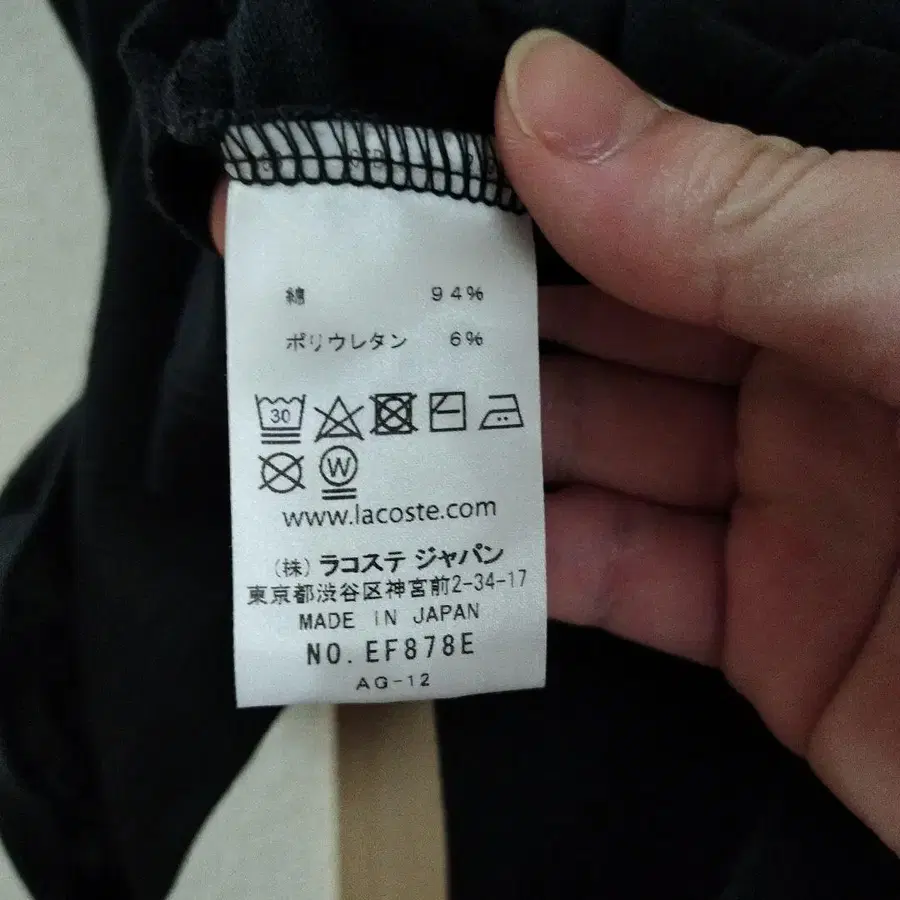 綿 94%
ポリウレタン 6%
30
W
www.lacoste.com
(株) ラコステ ジャパン
東京都渋谷区神宮前2-34-17
MADE IN JAPAN
NO. EF878E
AG-12